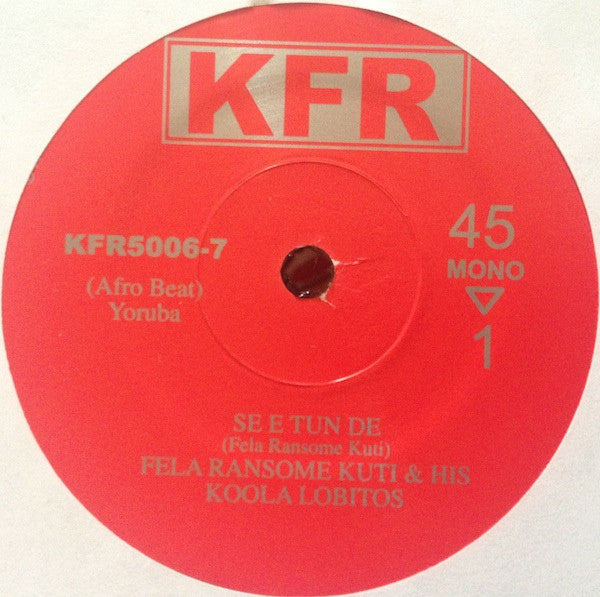 KFR
KFR5006-7
(Afro Beat)
Yoruba
45
MONO
1
SE E TUN DE
(Fela Ransome Kuti)
FELA RANSOME KUTI & HIS
KOOLA LOBITOS